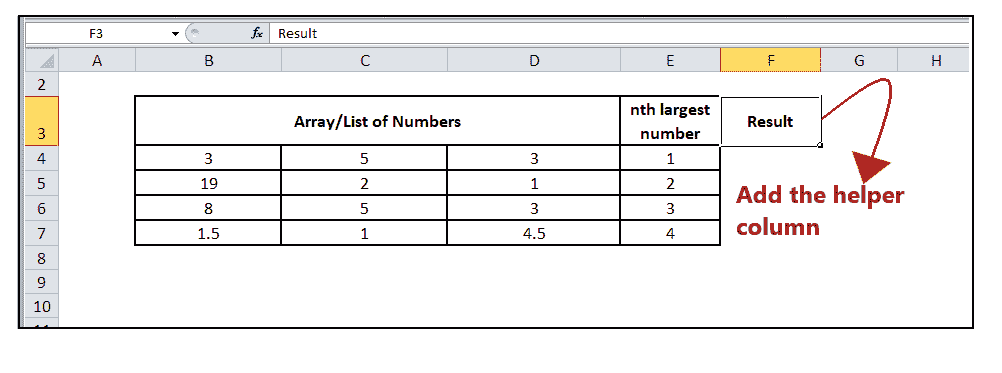 F3 fx Result
A B C D E F G H
2
3 Array/List of Numbers nth largest number Result
4 3 5 3 1
5 19 2 1 2
6 8 5 3 3
7 1.5 1 4.5 4
8
9
10
Add the helper
column